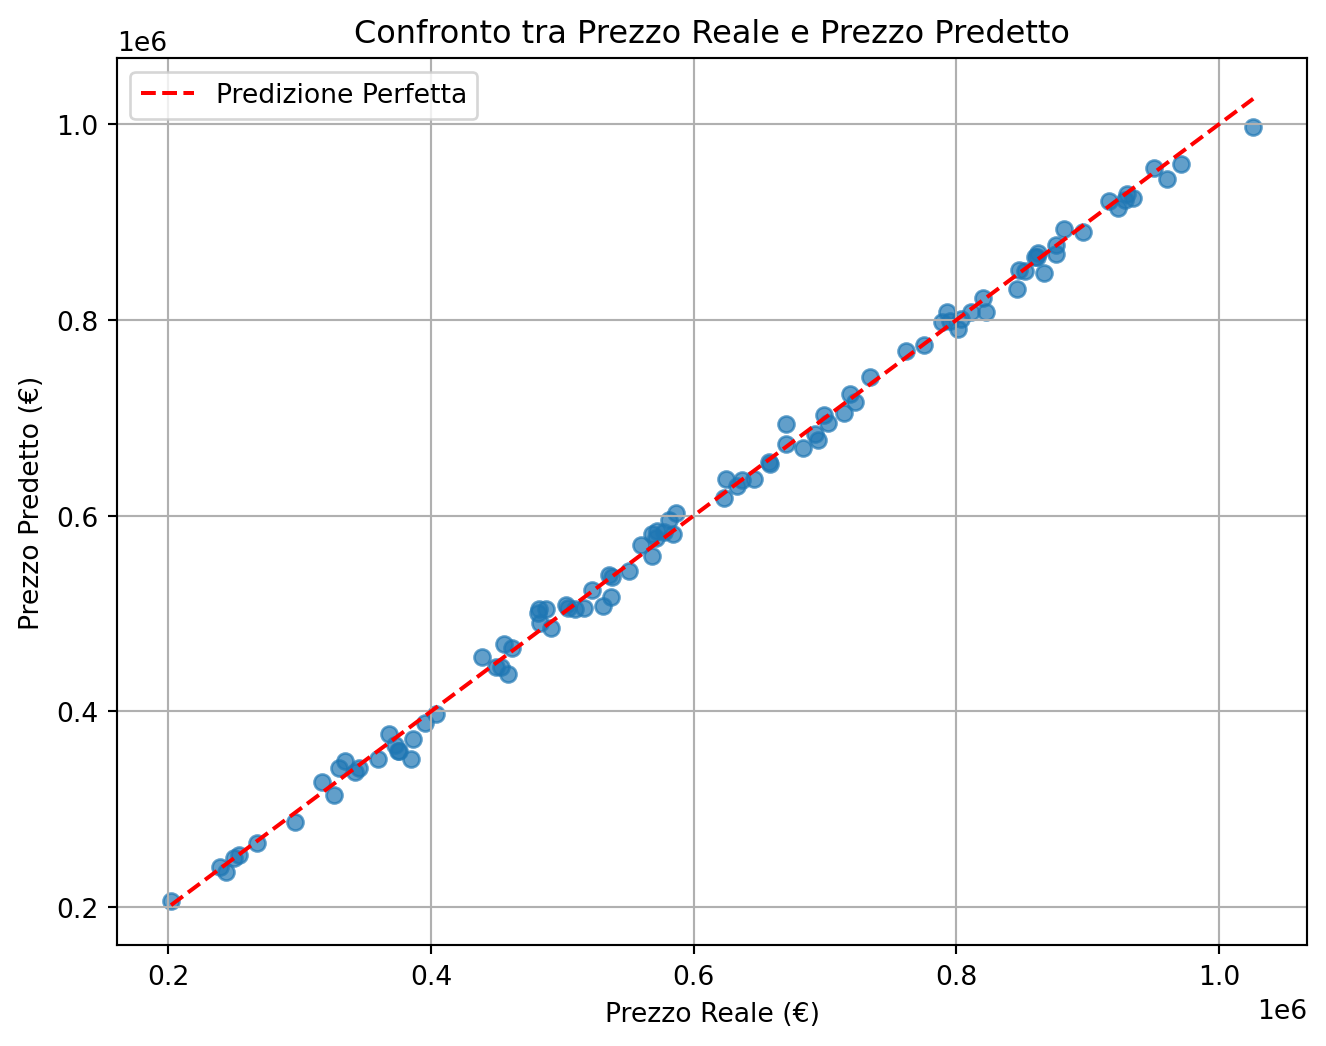 Confronto tra Prezzo Reale e Prezzo Predetto
1e6
Predizione Perfetta
1.0
0.8
0.6
0.4
0.2
Prezzo Predetto (€)
0.2 0.4 0.6 0.8 1.0
Prezzo Reale (€)
1e6